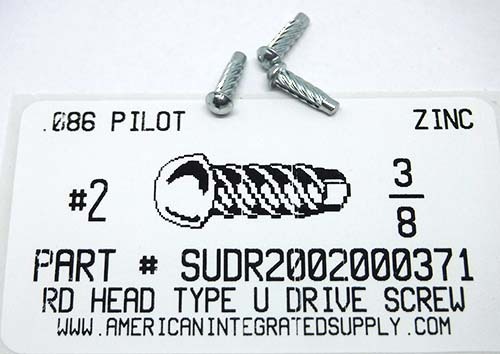 .086 PILOT ZINC
#2 3/8
PART # SUDR2002000371
RD HEAD TYPE U DRIVE SCREW
WWW.AMERICANINTEGRATEDSUPPLY.COM